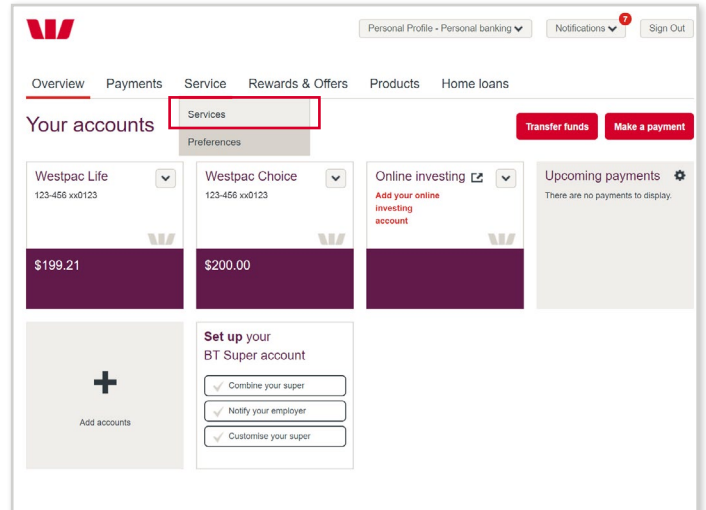 Personal Profile - Personal banking
Notifications
7
Sign Out
Overview Payments Service Rewards & Offers Products Home loans
Services
Preferences
Your accounts
Transfer funds
Make a payment
Westpac Life
123-456 xx0123
$199.21
Westpac Choice
123-456 xx0123
$200.00
Online investing
Add your online
investing
account
Upcoming payments
There are no payments to display.
Add accounts
Set up your
BT Super account
Combine your super
Notify your employer
Customise your super